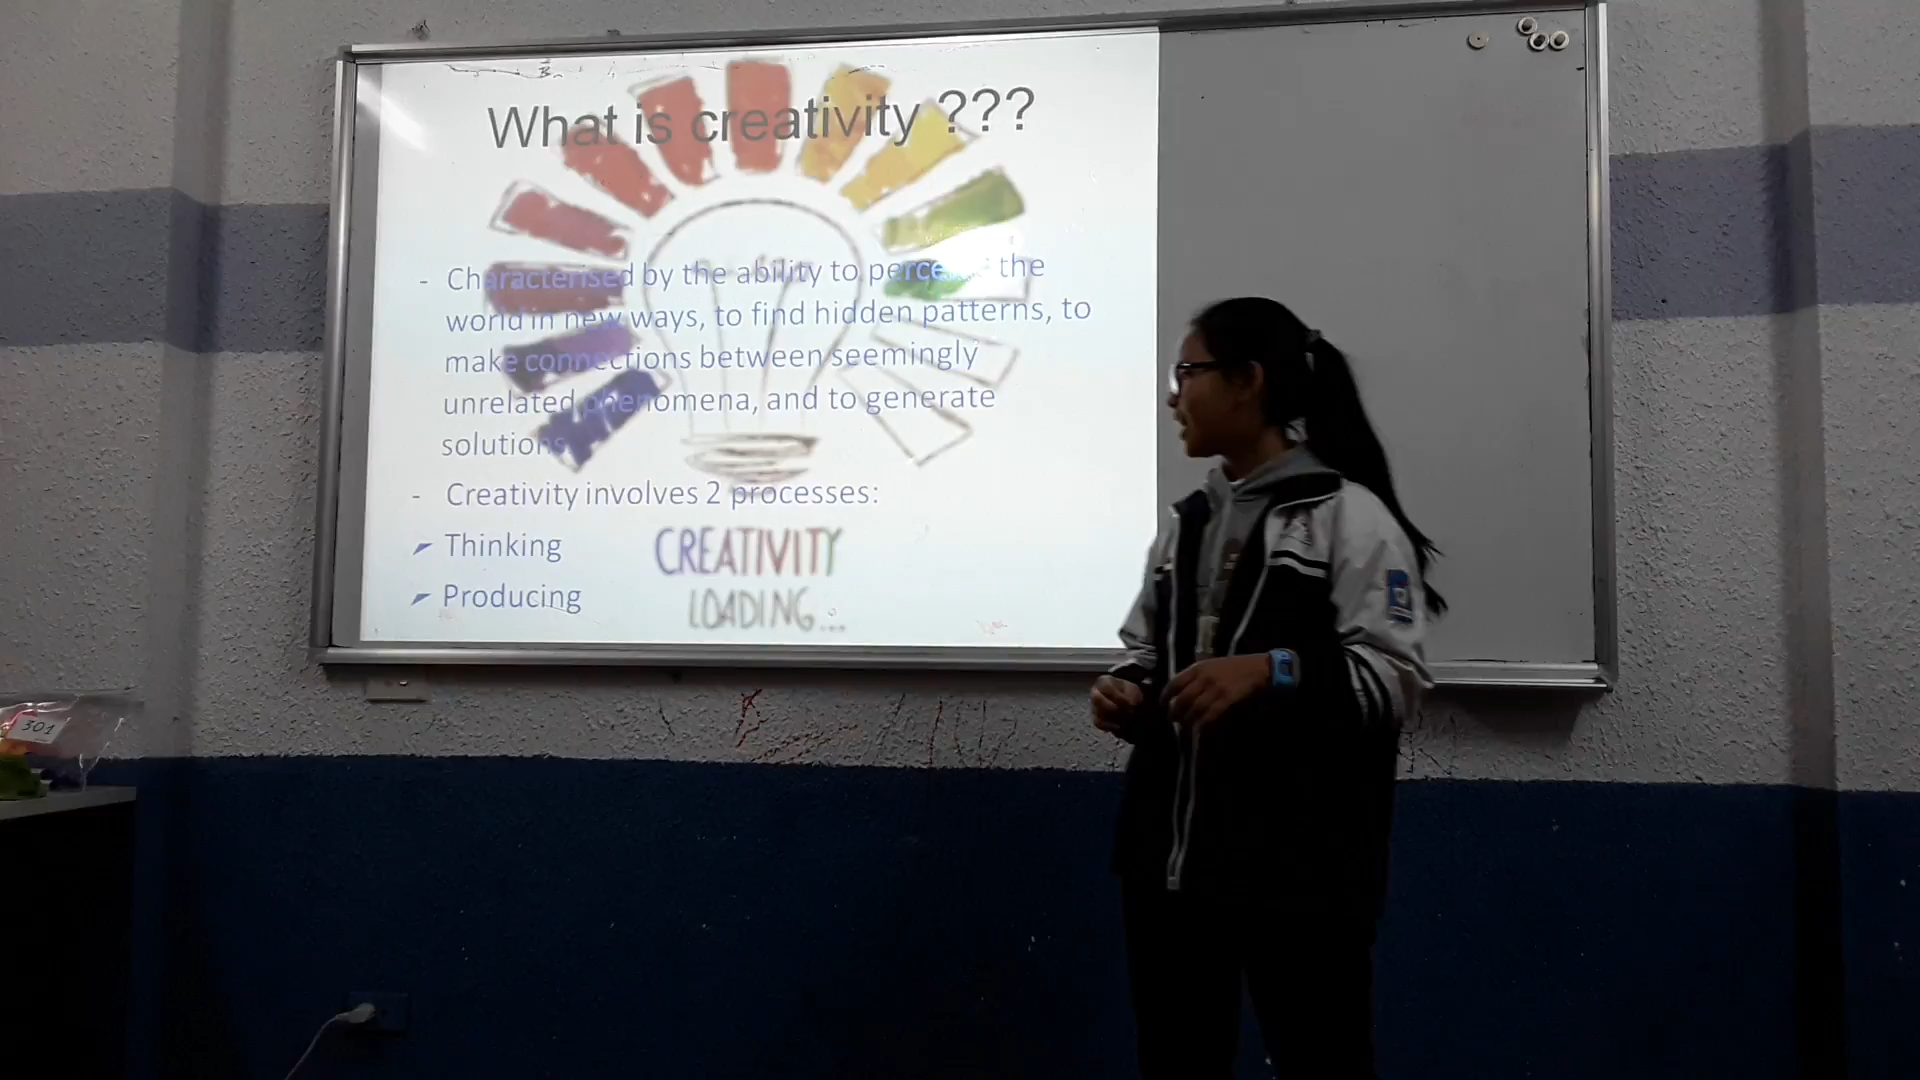 What is creativity ???
- Characterised by the ability to perceive the
world in new ways, to find hidden patterns, to
make connections between seemingly
unrelated phenomena, and to generate
solutions.
- Creativity involves 2 processes:
Thinking
Producing
CREATIVITY
LOADING...
301